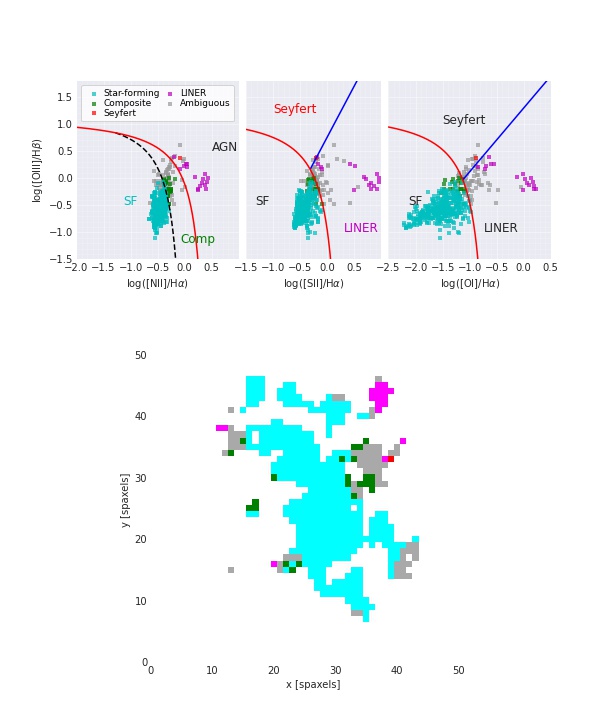 Star-forming
Composite
Seyfert
LINER
Ambiguous
log([OIII]/Hβ)
1.5
1.0
0.5
0.0
−0.5
−1.0
−1.5
AGN
SF
Comp
−2.0 −1.5 −1.0 −0.5 0.0 0.5
log([NII]/Hα)
Seyfert
SF
LINER
−1.5 −1.0 −0.5 0.0 0.5
log([SII]/Hα)
Seyfert
SF
LINER
−2.5 −2.0 −1.5 −1.0 −0.5 0.0 0.5
log([OI]/Hα)
50
40
30
20
10
0
y [spaxels]
0 10 20 30 40 50
x [spaxels]